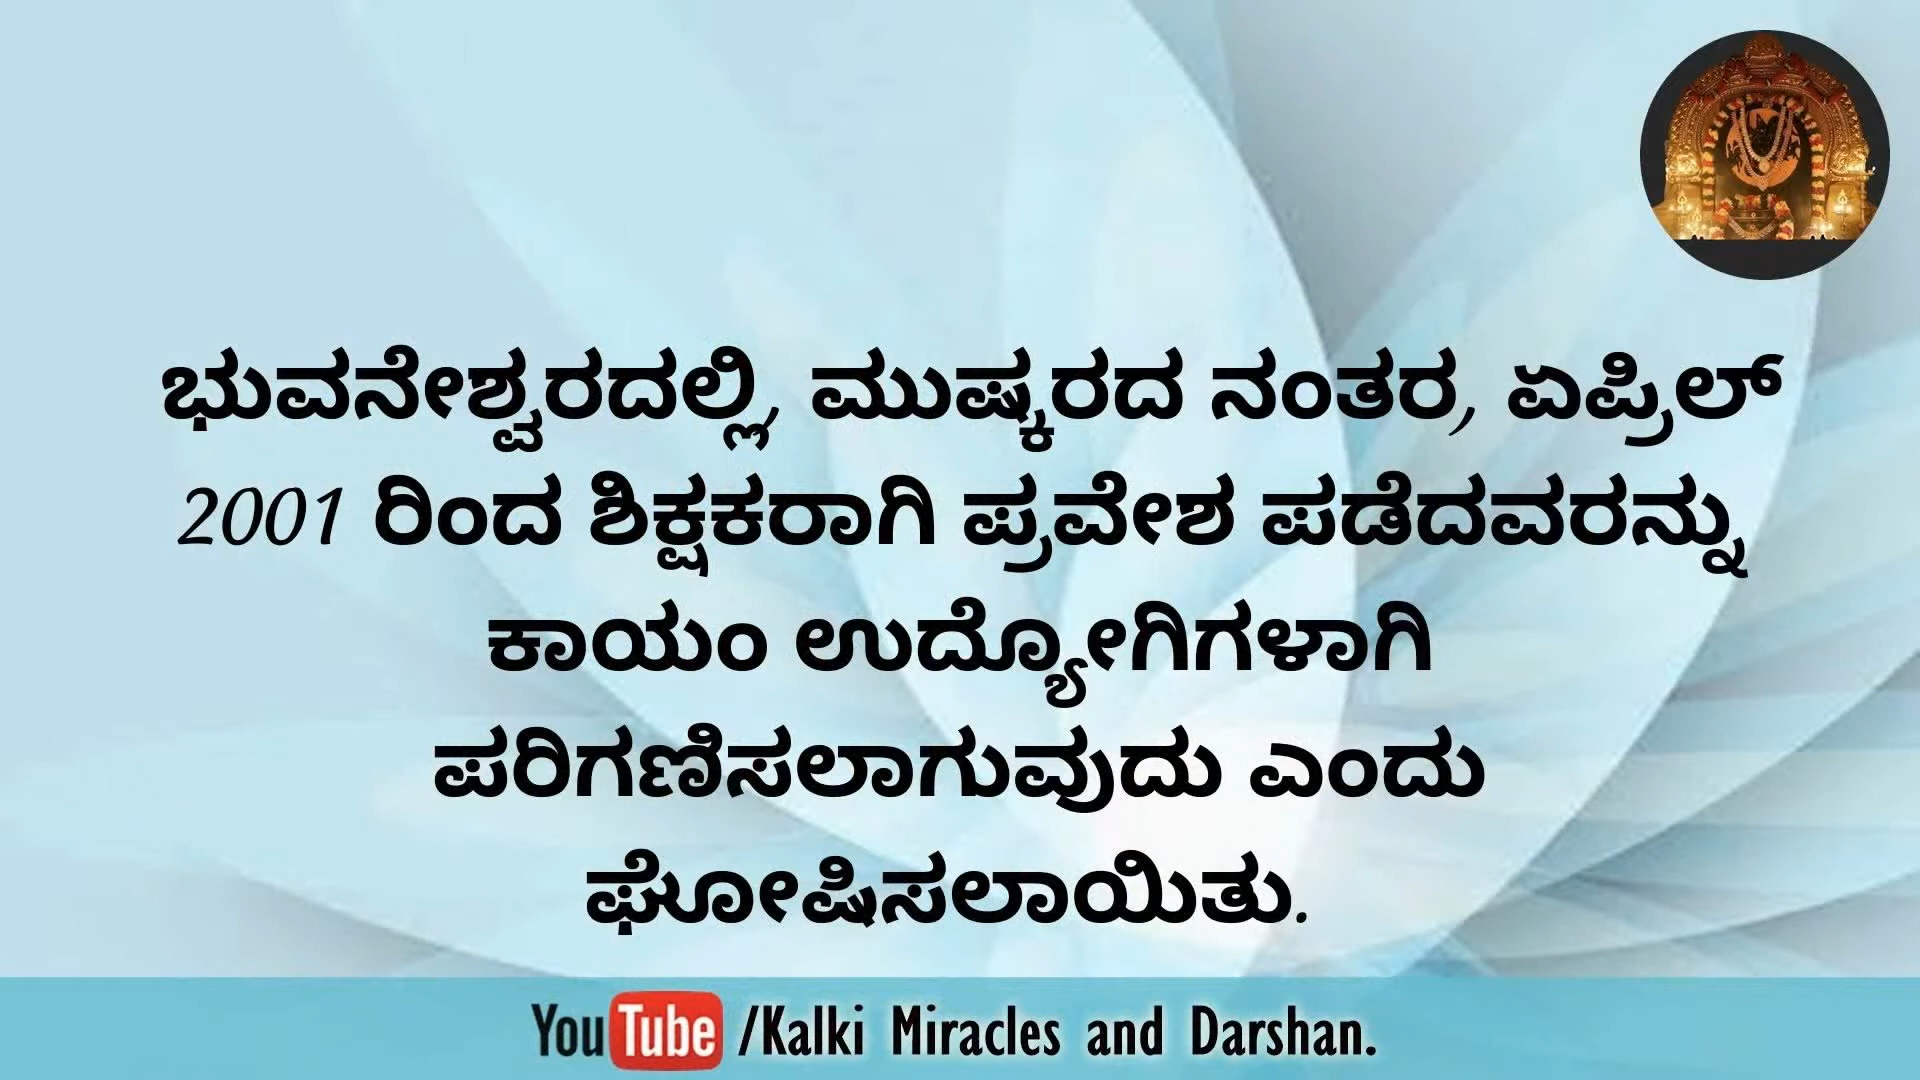 ಭುವನೇಶ್ವರದಲ್ಲಿ, ಮುಷ್ಕರದ ನಂತರ, ಏಪ್ರಿಲ್
2001 ರಿಂದ ಶಿಕ್ಷಕರಾಗಿ ಪ್ರವೇಶ ಪಡೆದವರನ್ನು
ಕಾಯಂ ಉದ್ಯೋಗಿಗಳಾಗಿ
ಪರಿಗಣಿಸಲಾಗುವುದು ಎಂದು
ಘೋಷಿಸಲಾಯಿತು.
YouTube /Kalki Miracles and Darshan.